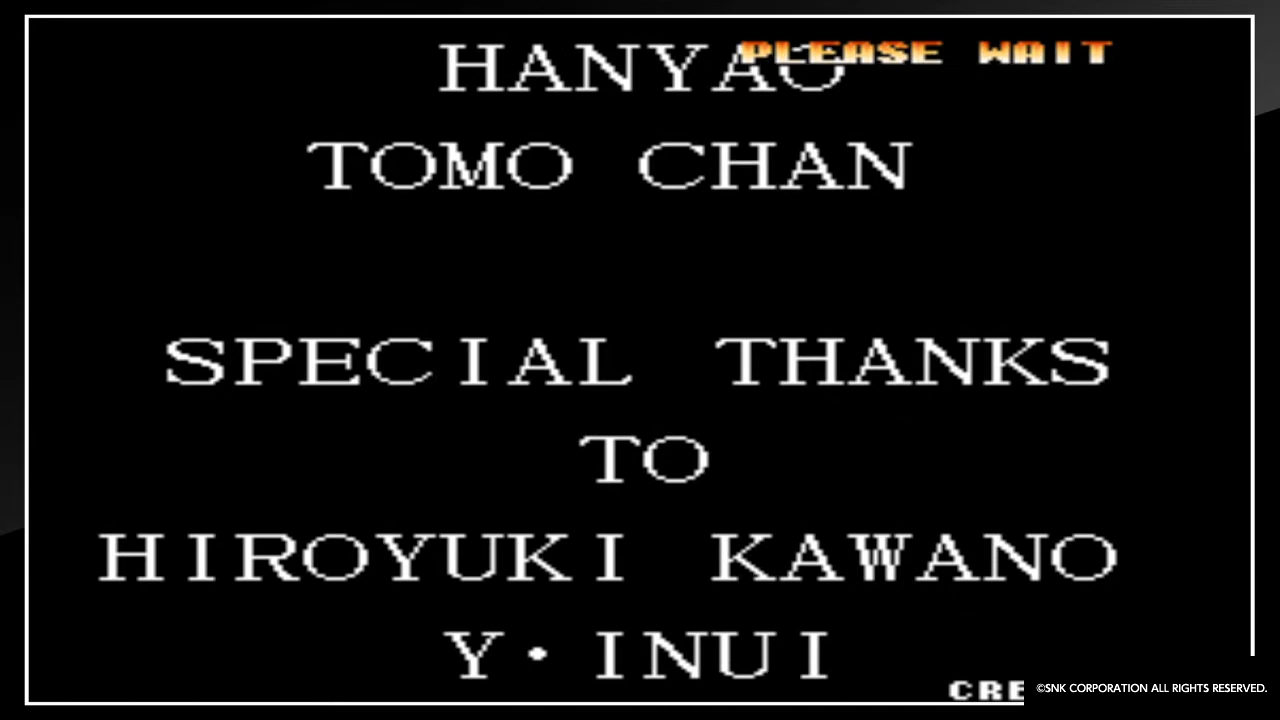 PLEASE WAIT
HANYAO
TOMO CHAN
SPECIAL THANKS
TO
HIROYUKI KAWANO
Y・INUI
CRE
©SNK CORPORATION ALL RIGHTS RESERVED.